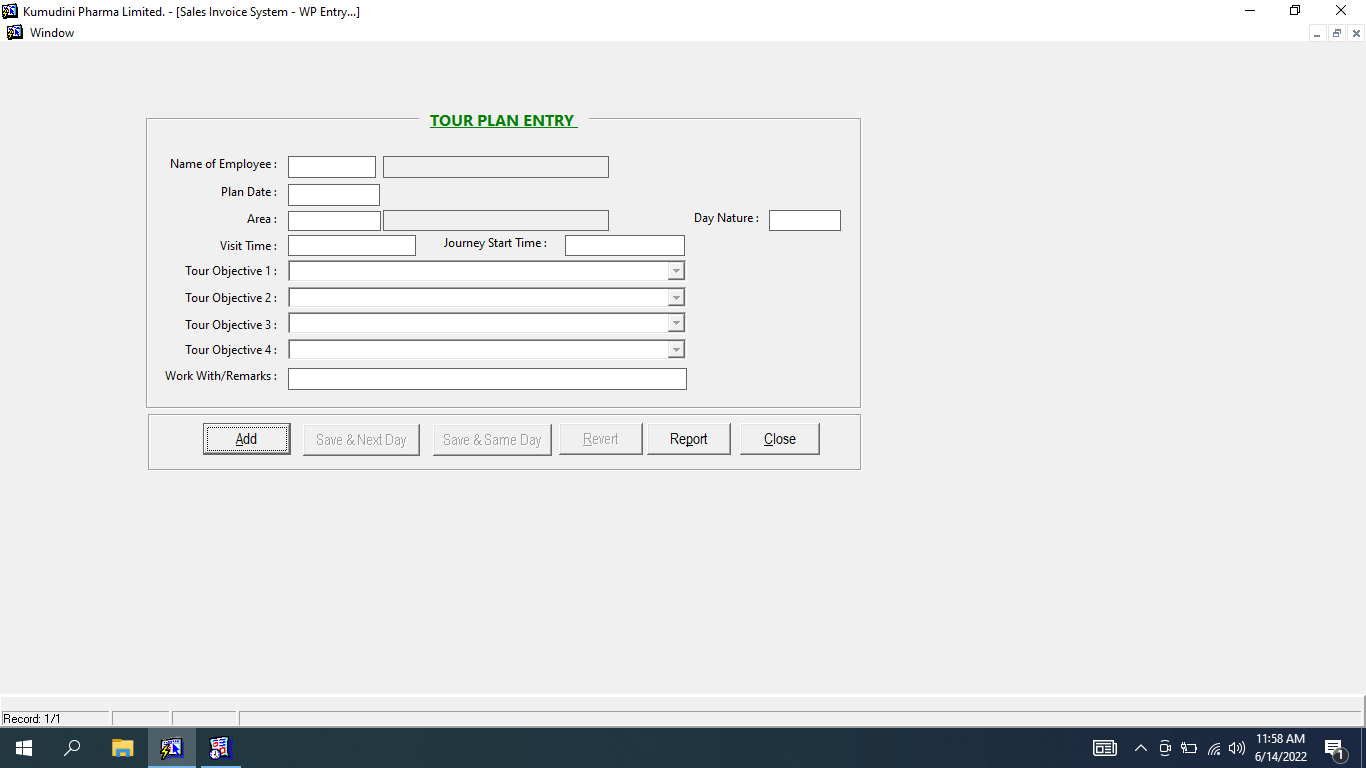 Kumudini Pharma Limited. - [Sales Invoice System - WP Entry...]
Window
TOUR PLAN ENTRY
Name of Employee :
Plan Date :
Area :
Day Nature :
Visit Time :
Journey Start Time :
Tour Objective 1 :
Tour Objective 2 :
Tour Objective 3 :
Tour Objective 4 :
Work With/Remarks :
Add
Save & Next Day
Save & Same Day
Revert
Report
Close
Record: 1/1
11:58 AM
6/14/2022
1